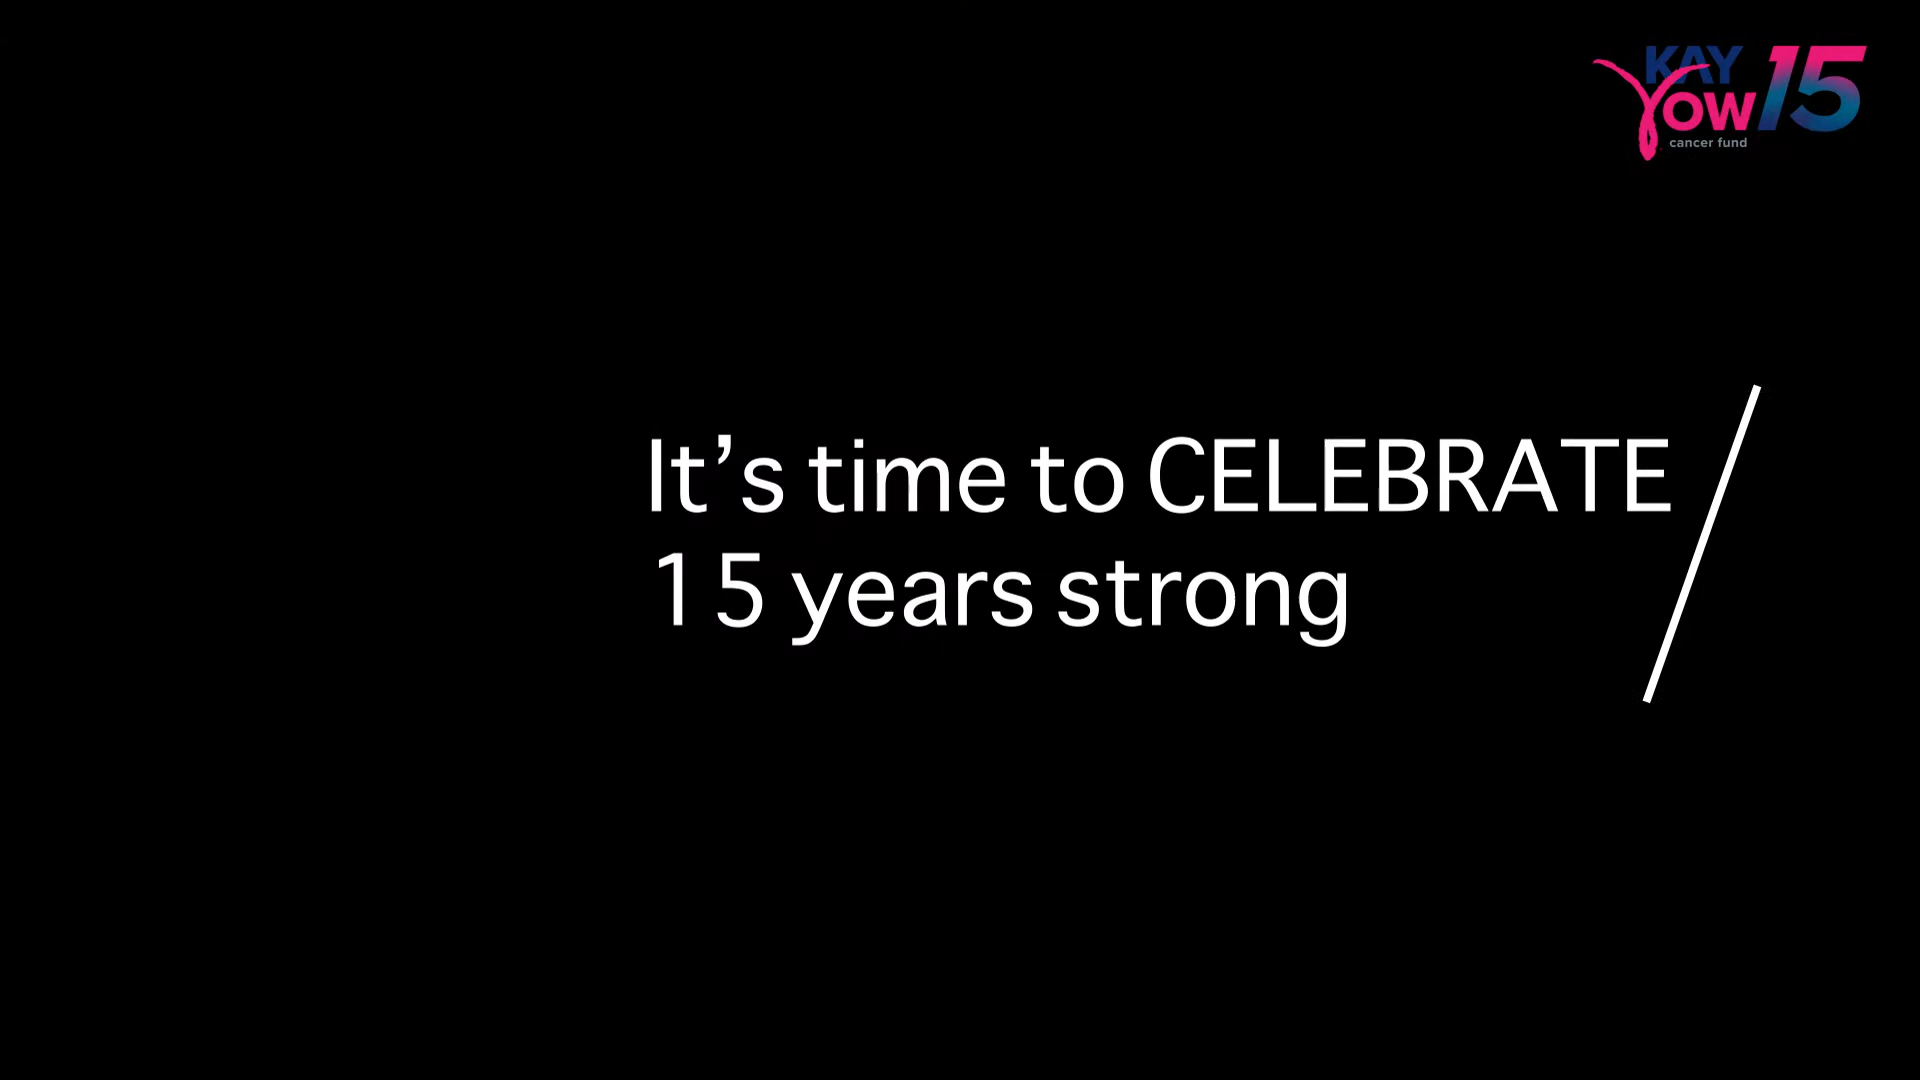 KAY 15
Yow
cancer fund
It’s time to CELEBRATE
15 years strong